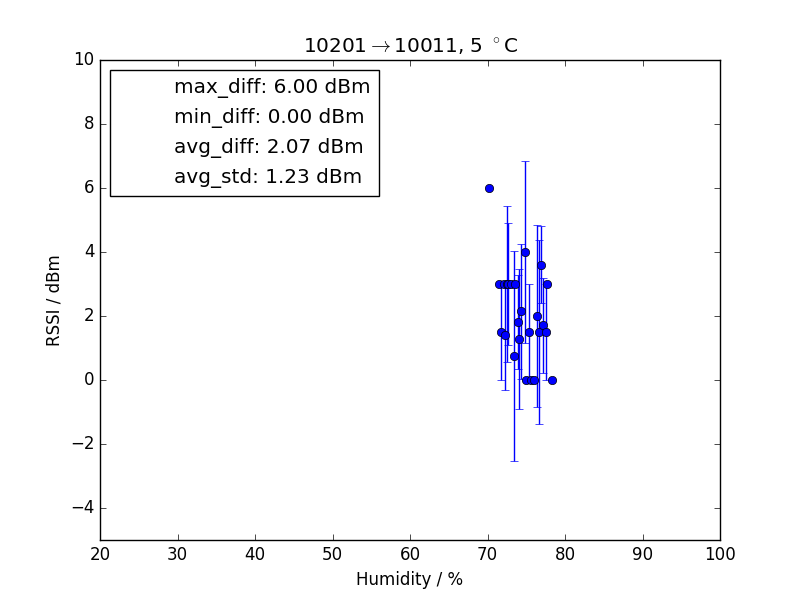 10201→10011, 5 °C
max_diff: 6.00 dBm
min_diff: 0.00 dBm
avg_diff: 2.07 dBm
avg_std: 1.23 dBm
10
8
6
4
2
0
−2
−4
RSSI / dBm
20 30 40 50 60 70 80 90 100
Humidity / %